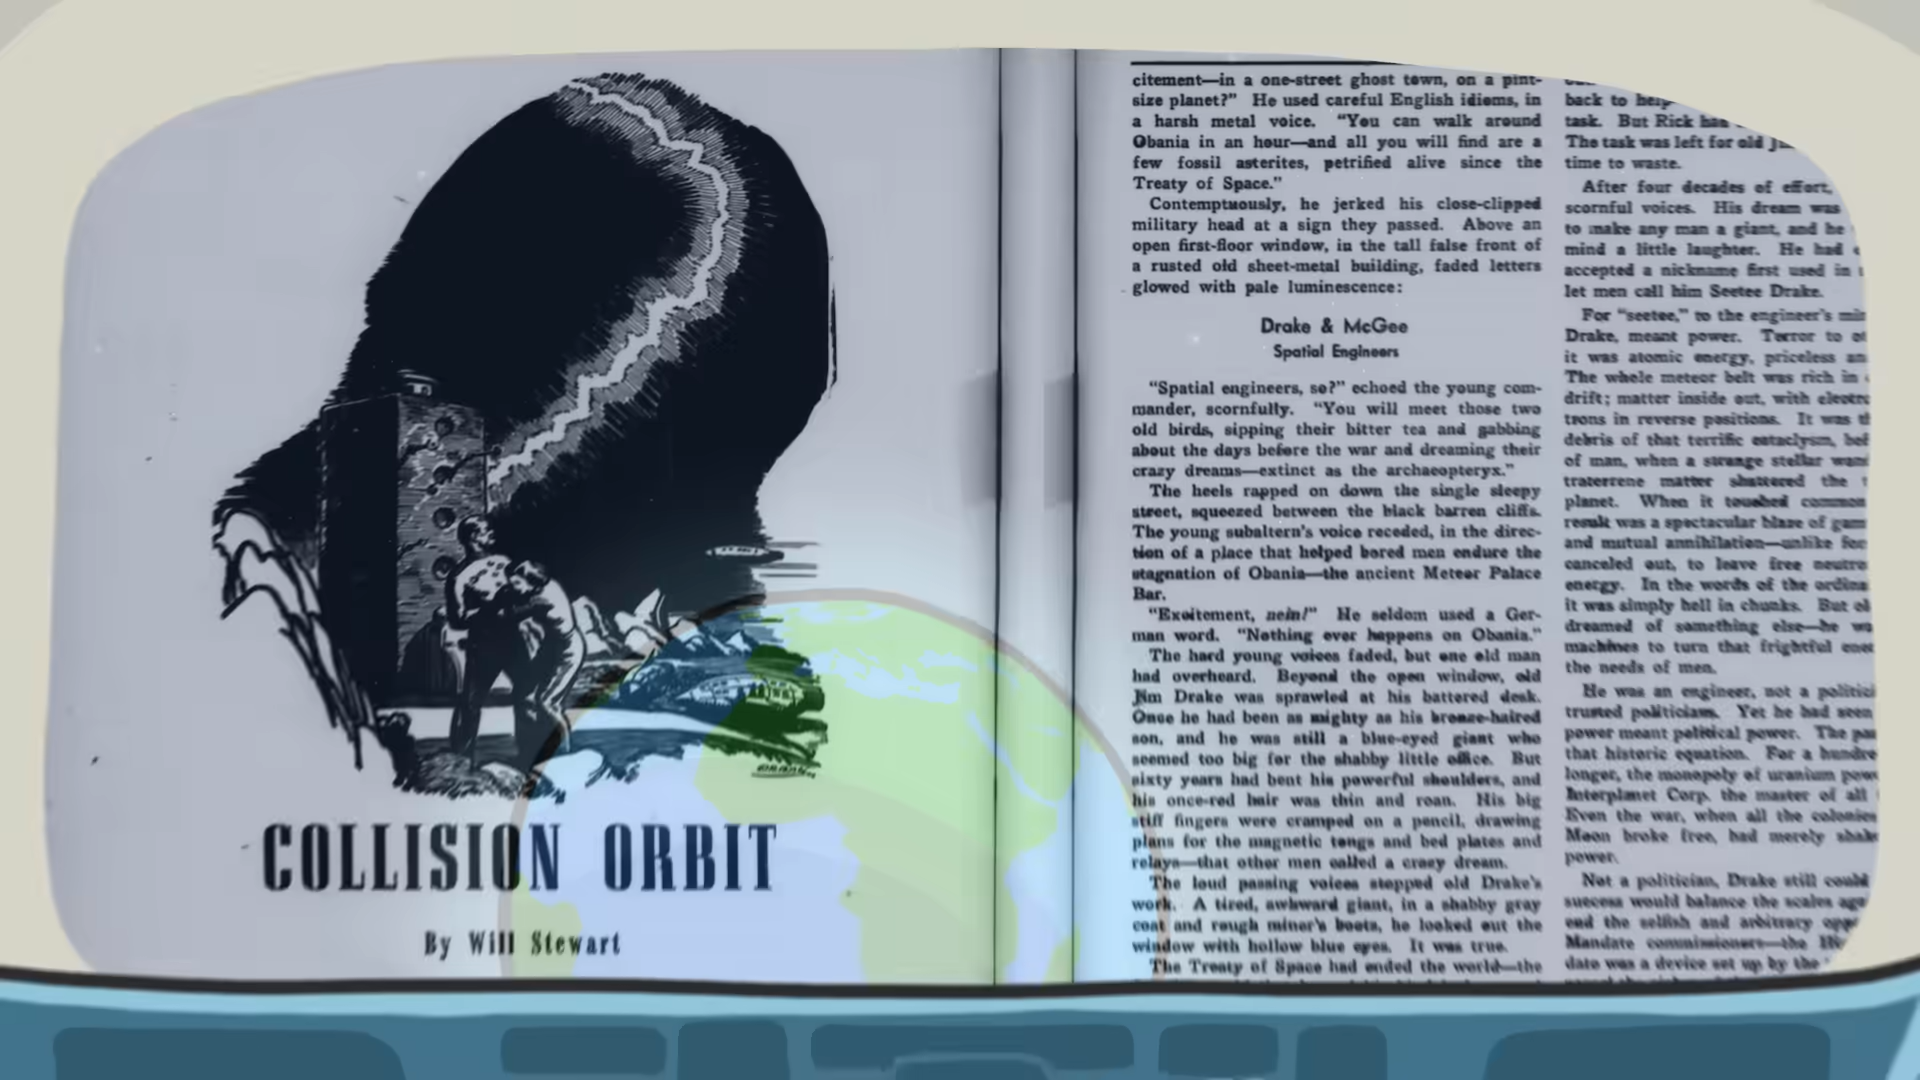 COLLISION ORBIT
By Will Stewart
citement—in a one-street ghost town, on a pint-
size planet?" He used careful English idioms, in
a harsh metal voice. "You can walk around
Obania in an hour—and all you will find are a
few fossil asterites, petrified alive since the
Treaty of Space."
Contemptuously, he jerked his close-clipped
military head at a sign they passed. Above an
open first-floor window, in the tall false front of
a rusted old sheet-metal building, faded letters
glowed with pale luminescence:
Drake & McGee
Spatial Engineers
"Spatial engineers, so?" echoed the young com-
mander, scornfully. "You will meet those two
old birds, sipping their bitter tea and gabbing
about the days before the war and dreaming their
crazy dreams—extinct as the archaeopteryx."
The heels rapped on down the single sleepy
street, squeezed between the black barren cliffs.
The young subaltern's voice receded, in the direc-
tion of a place that helped bored men endure the
stagnation of Obania—the ancient Meteor Palace
Bar.
"Excitement, nein!" He seldom used a Ger-
man word. "Nothing ever happens on Obania."
The hard young voices faded, but one old man
had overheard. Beyond the open window, old
Jim Drake was sprawled at his battered desk.
Once he had been as mighty as his bronze-haired
son, and he was still a blue-eyed giant who
seemed too big for the shabby little office. But
sixty years had bent his powerful shoulders, and
his once-red hair was thin and roan. His big
stiff fingers were cramped on a pencil, drawing
plans for the magnetic tongs and bed plates and
relays—that other men called a crazy dream.
The loud passing voices stopped old Drake's
work. A tired, awkward giant, in a shabby gray
coat and rough miner's boots, he looked out the
window with hollow blue eyes. It was true.
The Treaty of Space had ended the world—the
back to help
task. But Rick has
The task was left for old
time to waste.
After four decades of effort,
scornful voices. His dream was
to make any man a giant, and he
mind a little laughter. He had
accepted a nickname first used in
let men call him Seetee Drake.
For "seetee," to the engineer's
Drake, meant power. Terror to
it was atomic energy, priceless
The whole meteor belt was rich in
drift; matter inside out, with
trons in reverse positions. It was
debris of that terrific cataclysm,
of man, when a strange stellar
traterrene matter shattered the
planet. When it touched common
result was a spectacular blaze of
and mutual annihilation—unlike
canceled out, to leave free
energy. In the words of the
it was simply hell in chunks. But
dreamed of something else—he
machines to turn that frightful
the needs of men.
He was an engineer, not a
trusted politicians. Yet he had seen
power meant political power. The
that historic equation. For a
longer, the monopoly of uranium
Interplanet Corp. the master of all
Even the war, when all the colonies
Moon broke free, had merely
power.
Not a politician, Drake still could
success would balance the scales
end the selfish and arbitrary
Mandate commissioners—the
date was a device set up by the